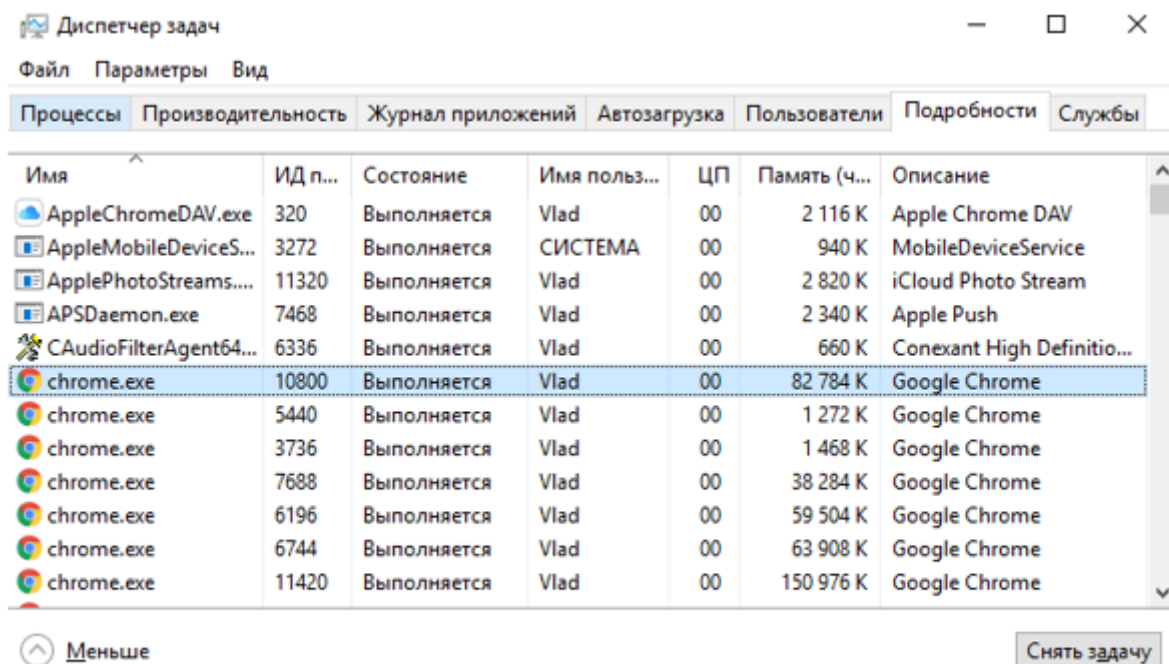 Диспетчер задач
Файл Параметры Вид
Процессы Производительность Журнал приложений Автозагрузка Пользователи Подробности Службы
Имя ИД п... Состояние Имя польз... ЦП Память (ч... Описание
AppleChromeDAV.exe 320 Выполняется Vlad 00 2 116 K Apple Chrome DAV
AppleMobileDeviceS... 3272 Выполняется СИСТЕМА 00 940 K MobileDeviceService
ApplePhotoStreams.... 11320 Выполняется Vlad 00 2 820 K iCloud Photo Stream
APSDaemon.exe 7468 Выполняется Vlad 00 2 340 K Apple Push
CAudioFilterAgent64... 6336 Выполняется Vlad 00 660 K Conexant High Definitio...
chrome.exe 10800 Выполняется Vlad 00 82 784 K Google Chrome
chrome.exe 5440 Выполняется Vlad 00 1 272 K Google Chrome
chrome.exe 3736 Выполняется Vlad 00 1 468 K Google Chrome
chrome.exe 7688 Выполняется Vlad 00 38 284 K Google Chrome
chrome.exe 6196 Выполняется Vlad 00 59 504 K Google Chrome
chrome.exe 6744 Выполняется Vlad 00 63 908 K Google Chrome
chrome.exe 11420 Выполняется Vlad 00 150 976 K Google Chrome
Меньше Снять задачу